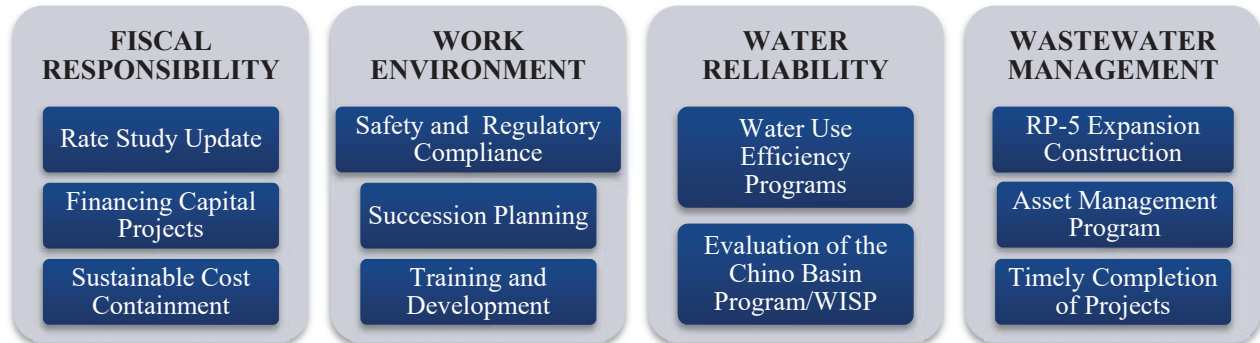 FISCAL
RESPONSIBILITY
Rate Study Update
Financing Capital
Projects
Sustainable Cost
Containment
WORK
ENVIRONMENT
Safety and Regulatory
Compliance
Succession Planning
Training and
Development
WATER
RELIABILITY
Water Use
Efficiency
Programs
Evaluation of the
Chino Basin
Program/WISP
WASTEWATER
MANAGEMENT
RP-5 Expansion
Construction
Asset Management
Program
Timely Completion
of Projects